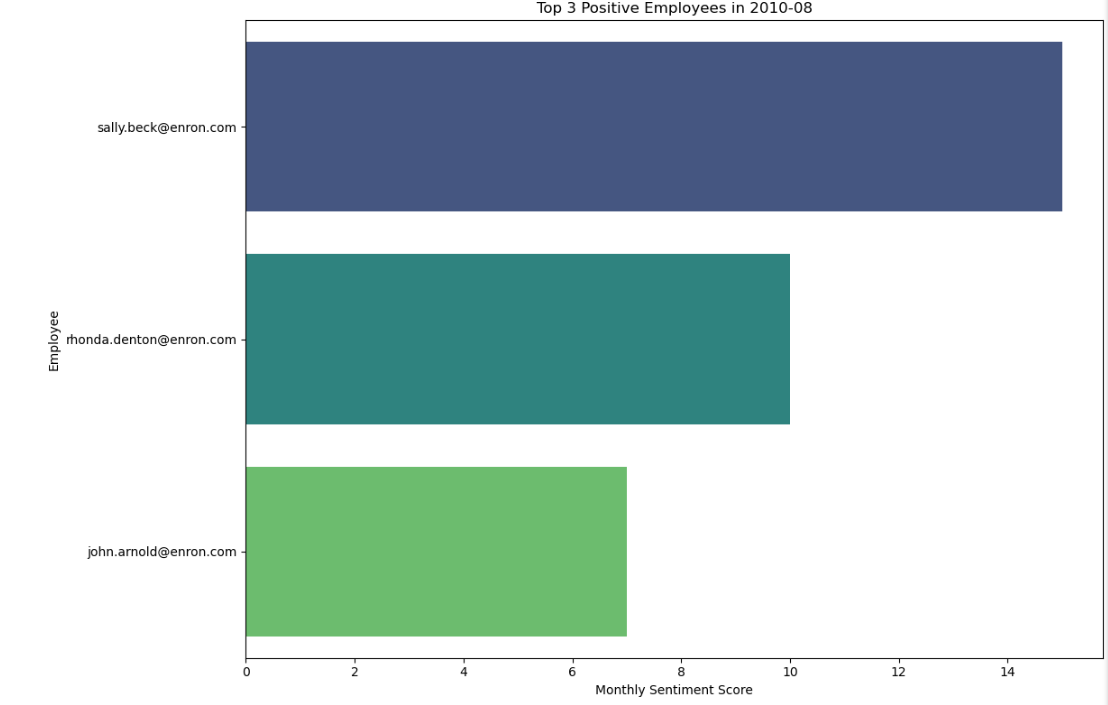 Top 3 Positive Employees in 2010-08
sally.beck@enron.com
rhonda.denton@enron.com
john.arnold@enron.com
Employee
0 2 4 6 8 10 12 14
Monthly Sentiment Score